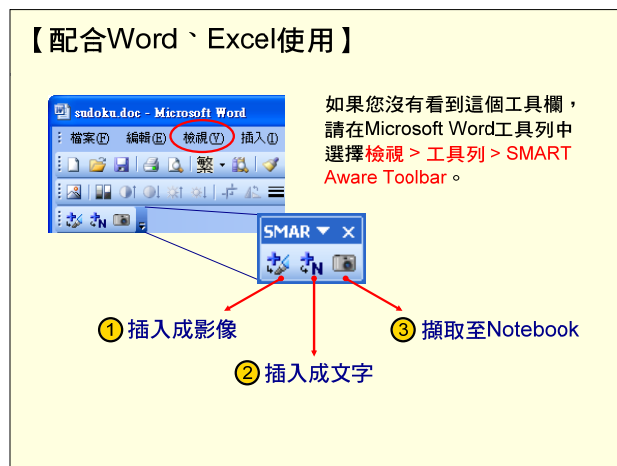 【配合Word、Excel使用】
sudoku.doc - Microsoft Word
檔案(F) 編輯(E) 檢視(V) 插入(I)
繁
N
如果您沒有看到這個工具欄，
請在Microsoft Word工具列中
選擇檢視 > 工具列 > SMART
Aware Toolbar。
SMAR
N
1 插入成影像
3 擷取至Notebook
2 插入成文字